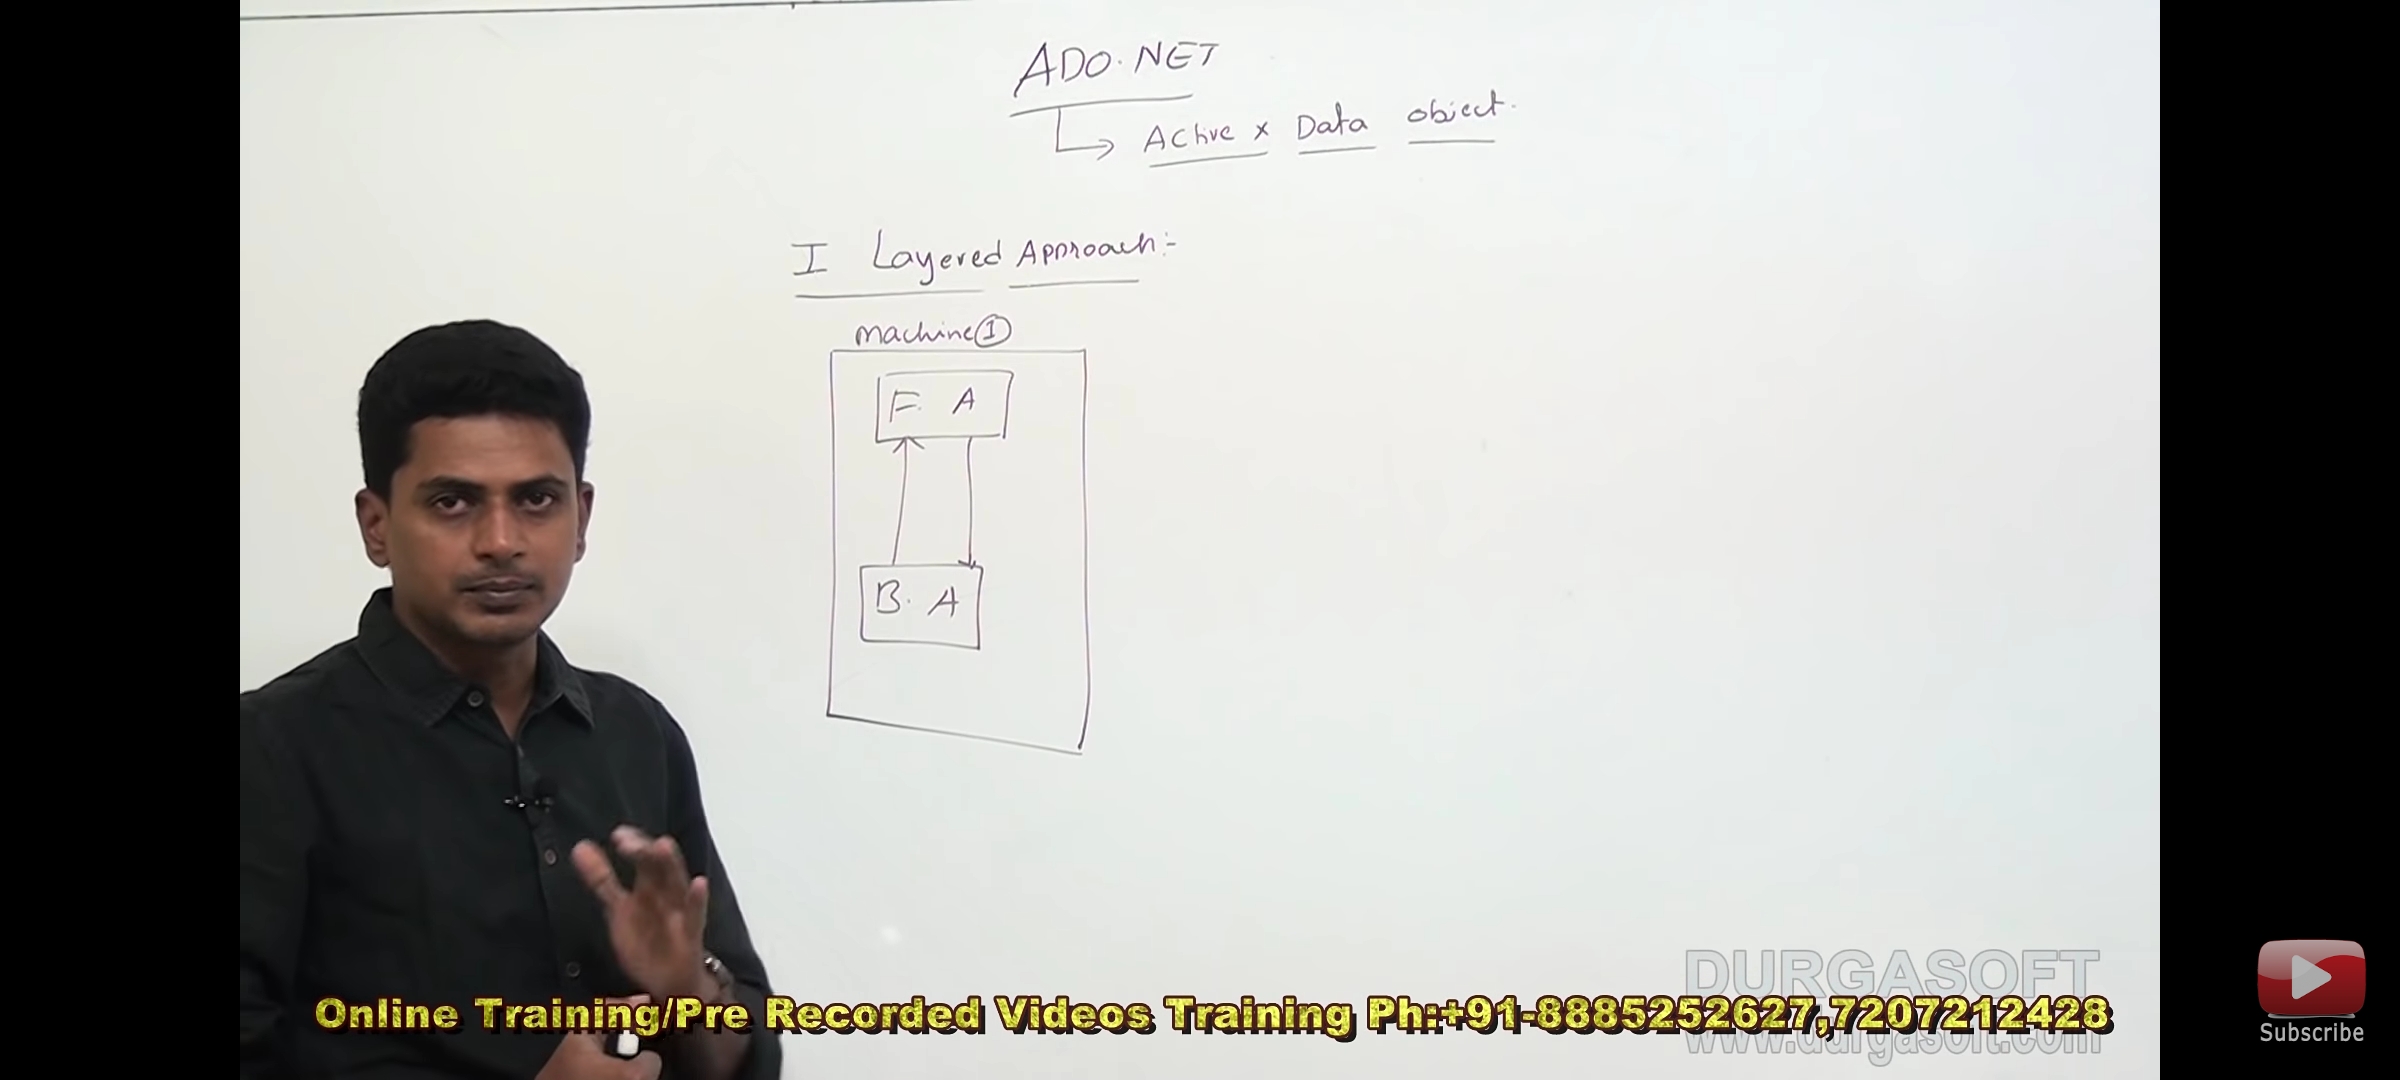 ADO.NET
Active x Data object.
I Layered Approach:-
machine ①
F. A
B. A
DURGASOFT
Online Training/Pre Recorded Videos Training Ph:+91-8885252627,7207212428
www.durgasoft.com
Subscribe